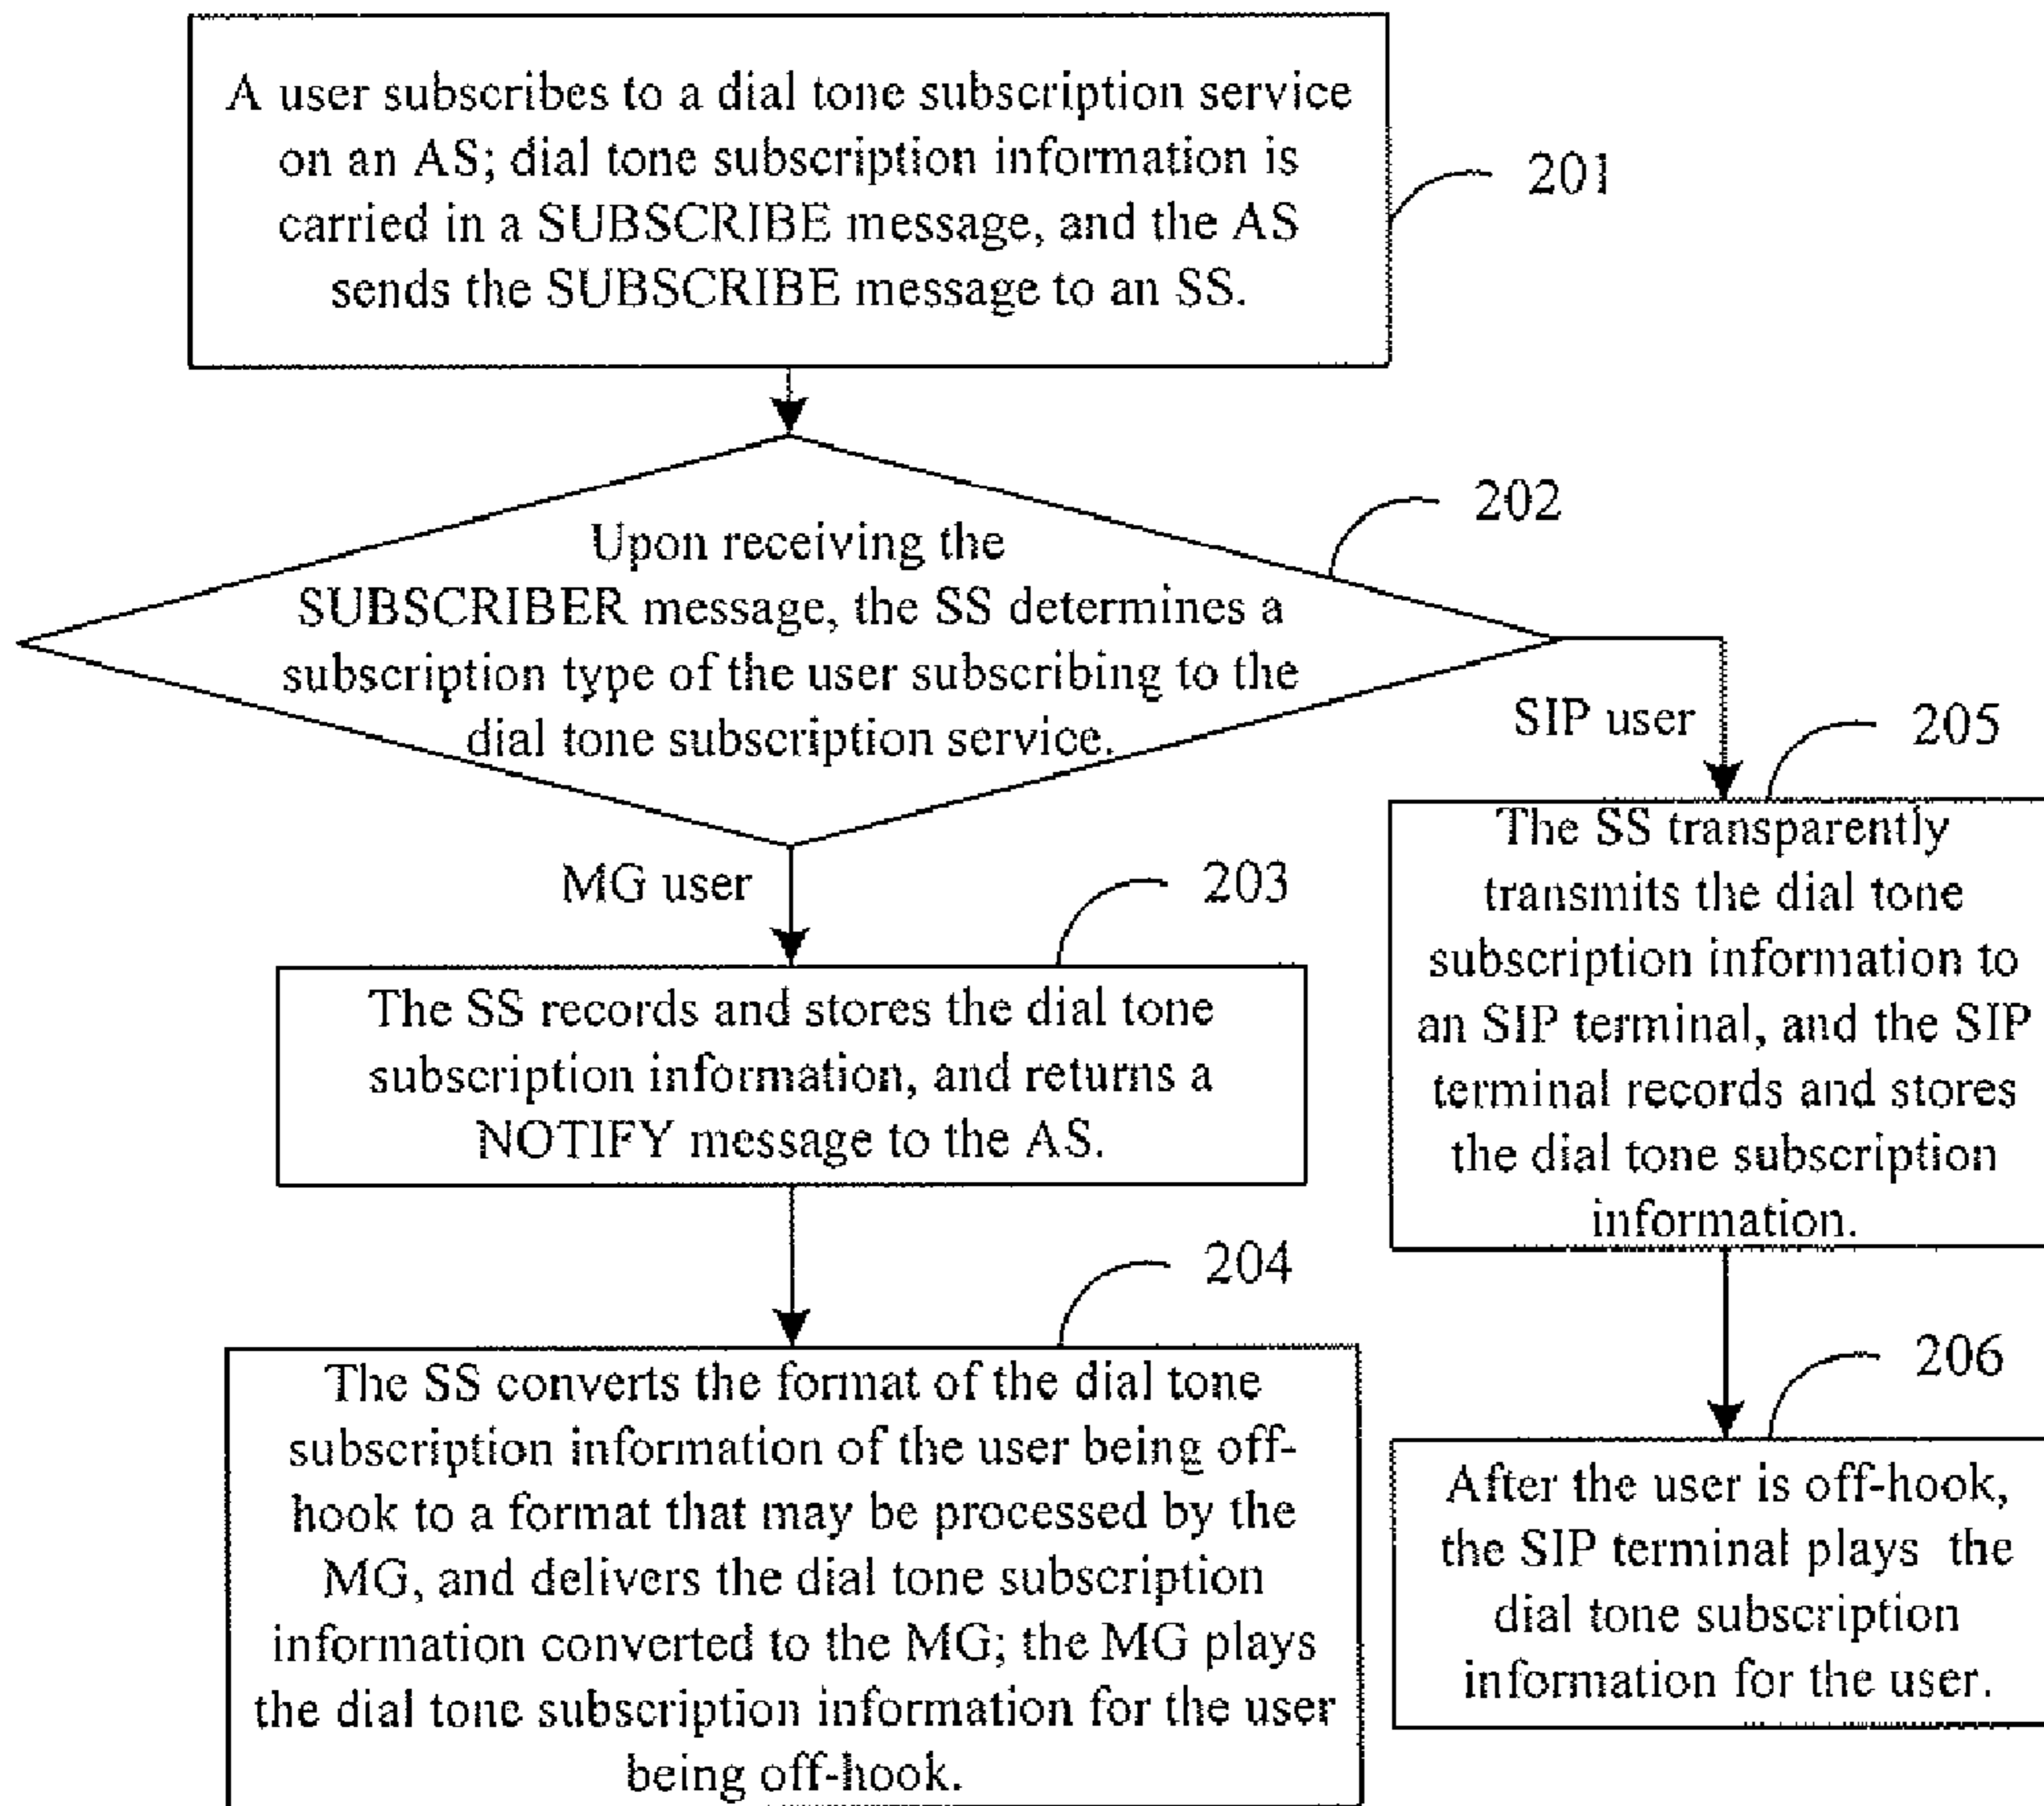 A user subscribes to a dial tone subscription service
on an AS; dial tone subscription information is
carried in a SUBSCRIBE message, and the AS
sends the SUBSCRIBE message to an SS.
201
202
Upon receiving the
SUBSCRIBER message, the SS determines a
subscription type of the user subscribing to the
dial tone subscription service.
MG user
203
The SS records and stores the dial tone
subscription information, and returns a
NOTIFY message to the AS.
204
The SS converts the format of the dial tone
subscription information of the user being off-
hook to a format that may be processed by the
MG, and delivers the dial tone subscription
information converted to the MG; the MG plays
the dial tone subscription information for the user
being off-hook.
SIP user
205
The SS transparently
transmits the dial tone
subscription information to
an SIP terminal, and the SIP
terminal records and stores
the dial tone subscription
information.
206
After the user is off-hook,
the SIP terminal plays the
dial tone subscription
information for the user.